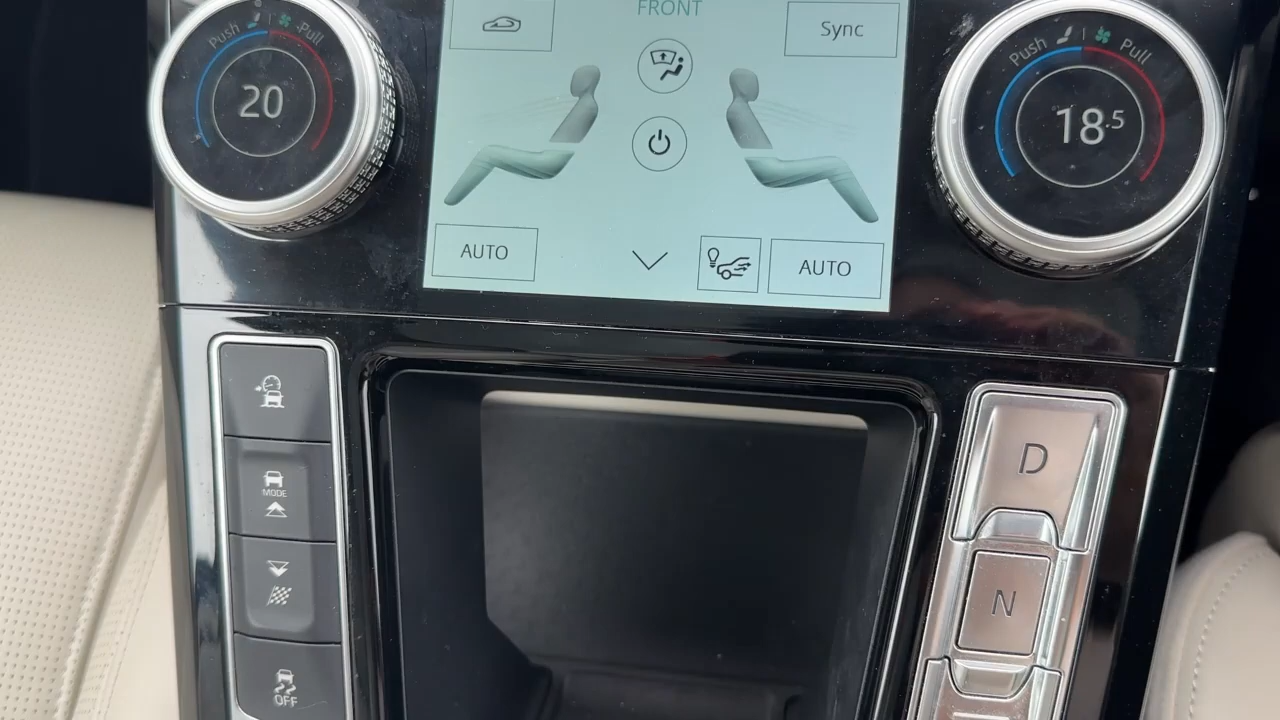 FRONT
Push Pull
20
Sync
Push Pull
18.5
AUTO
AUTO
MODE
D
N
OFF